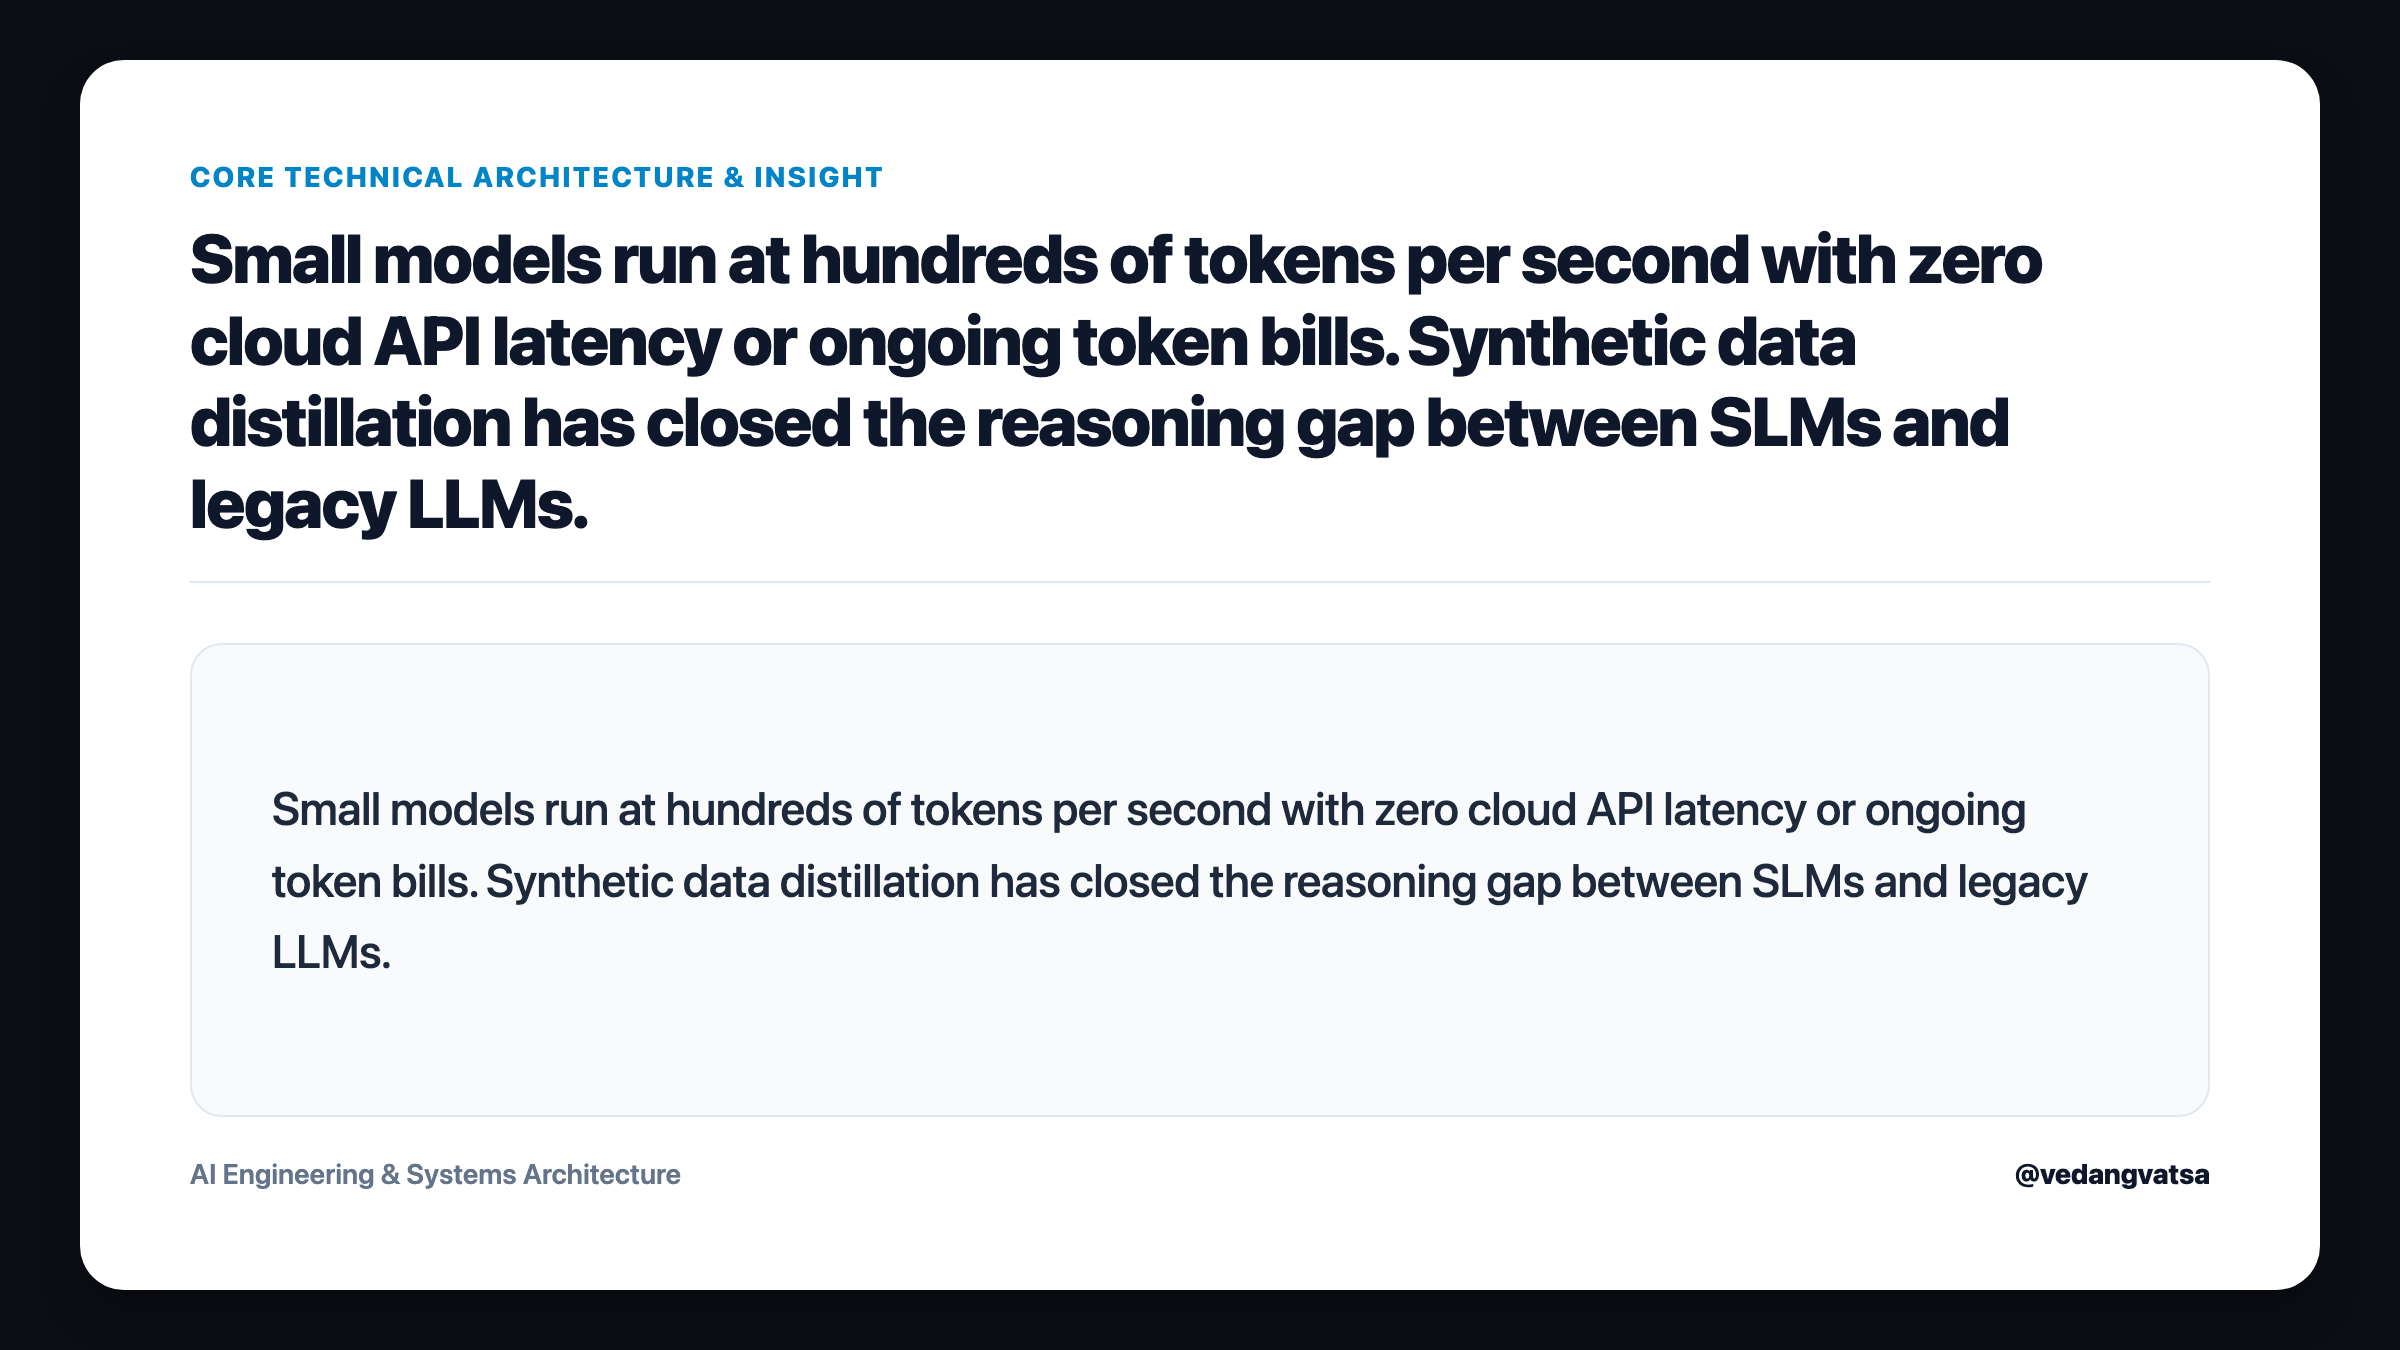 CORE TECHNICAL ARCHITECTURE & INSIGHT
Small models run at hundreds of tokens per second with zero
cloud API latency or ongoing token bills. Synthetic data
distillation has closed the reasoning gap between SLMs and
legacy LLMs.
Small models run at hundreds of tokens per second with zero cloud API latency or ongoing
token bills. Synthetic data distillation has closed the reasoning gap between SLMs and legacy
LLMs.
AI Engineering & Systems Architecture
@vedangvatsa